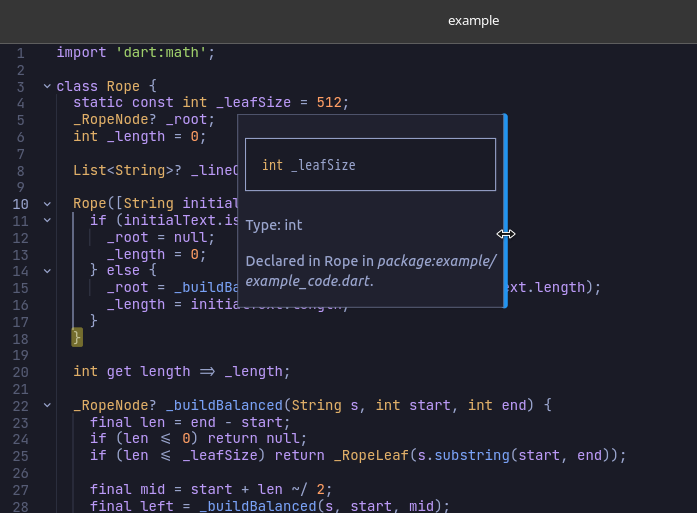 example
1 import 'dart:math';
2
3 class Rope {
4 static const int _leafSize = 512;
5 _RopeNode? _root;
6 int _length = 0;
7
8 List<String>? _line
9
10 Rope([String initial
11 if (initialText.is
12 _root = null;
13 _length = 0;
14 } else {
15 _root = _buildBa xt.length);
16 _length =
17 }
18 }
19
20 int get length => _length;
21
22 _RopeNode? _buildBalanced(String s, int start, int end) {
23 final len = end - start;
24 if (len <= 0) return null;
25 if (len <= _leafSize) return _RopeLeaf(s.substring(start, end));
26
27 final mid = start + len ~/ 2;
28 final left = _buildBalanced(s, start, mid);
int _leafSize
Type: int
Declared in Rope in package:example/
example_code.dart.